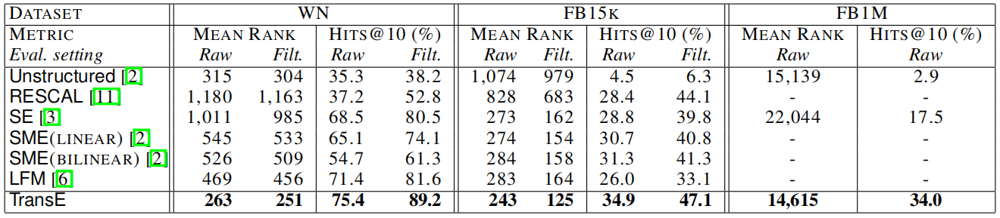 DATASET WN FB15K FB1M
METRIC MEAN RANK HITS@10 (%) MEAN RANK HITS@10 (%) MEAN RANK HITS@10 (%)
Eval. setting Raw Filt. Raw Filt. Raw Filt. Raw Filt. Raw Raw
Unstructured [2] 315 304 35.3 38.2 1,074 979 4.5 6.3 15,139 2.9
RESCAL [11] 1,180 1,163 37.2 52.8 828 683 28.4 44.1 - -
SE [3] 1,011 985 68.5 80.5 273 162 28.8 39.8 22,044 17.5
SME(LINEAR) [2] 545 533 65.1 74.1 274 154 30.7 40.8 - -
SME(BILINEAR) [2] 526 509 54.7 61.3 284 158 31.3 41.3 - -
LFM [6] 469 456 71.4 81.6 283 164 26.0 33.1 - -
TransE 263 251 75.4 89.2 243 125 34.9 47.1 14,615 34.0